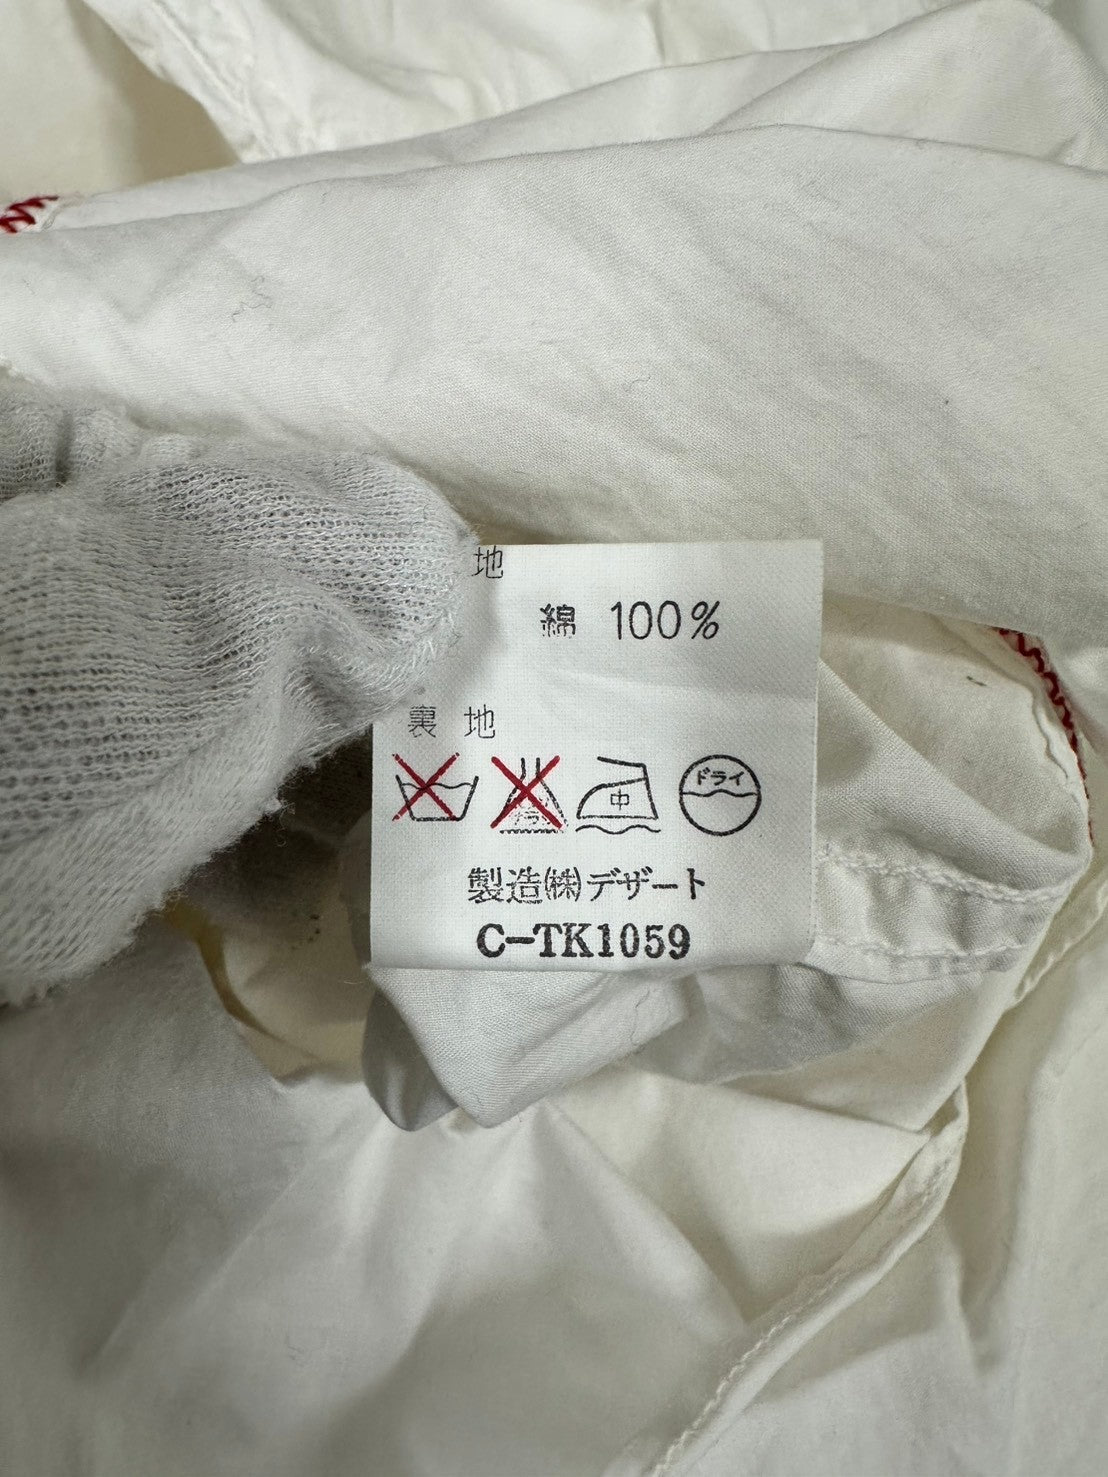 地
綿 100%
裏地
中 ドライ
製造㈱デザート
C-TK1059